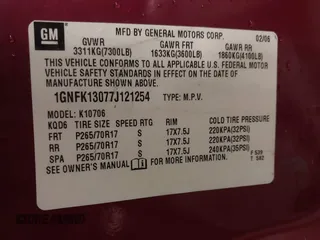 GM
MFD BY GENERAL MOTORS CORP.
02/06
GVWR GAWR FRT GAWR RR
3311KG(7300LB) 1633KG(3600LB) 1860KG(4100LB)
THIS VEHICLE CONFORMS TO ALL APPLICABLE U.S. FEDERAL MOTOR
VEHICLE SAFETY STANDARDS IN EFFECT ON THE DATE OF
MANUFACTURE SHOWN ABOVE.
1GNFK13077J121254 TYPE: M.P.V.
MODEL: K10706
KQD6 TIRE SIZE SPEED RTG RIM COLD TIRE PRESSURE
FRT P265/70R17 S 17X7.5J 220KPA(32PSI)
RR P265/70R17 S 17X7.5J 220KPA(32PSI)
SPA P265/70R17 S 17X7.5J 240KPA(35PSI)
SEE OWNER'S MANUAL FOR ADDITIONAL INFORMATION.